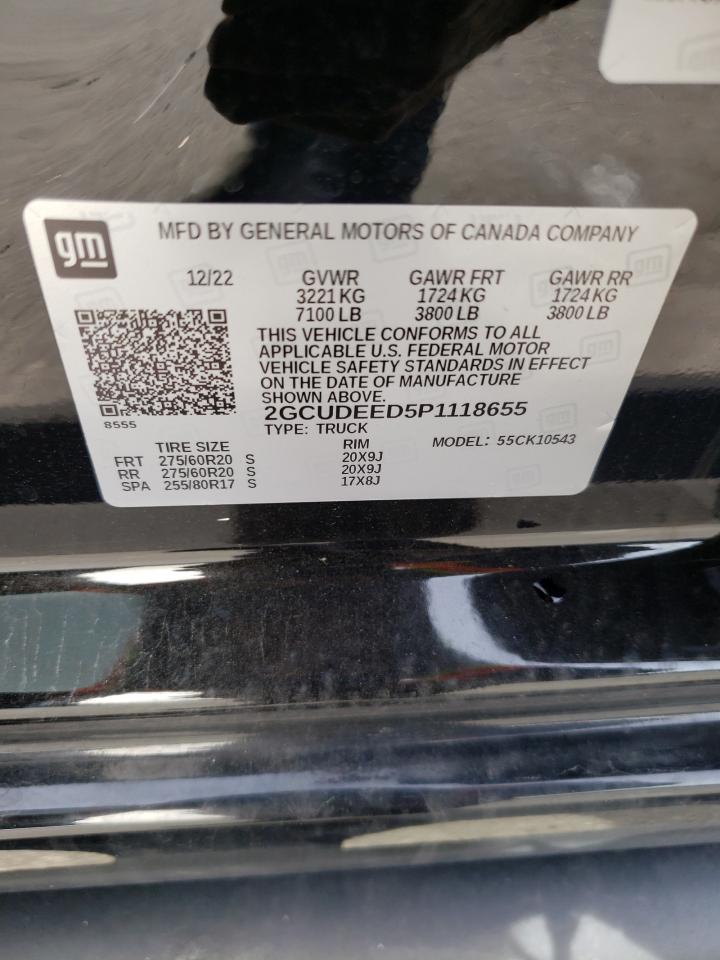 gm
MFD BY GENERAL MOTORS OF CANADA COMPANY
12/22 GVWR GAWR FRT GAWR RR
3221 KG 1724 KG 1724 KG
7100 LB 3800 LB 3800 LB
THIS VEHICLE CONFORMS TO ALL
APPLICABLE U.S. FEDERAL MOTOR
VEHICLE SAFETY STANDARDS IN EFFECT
ON THE DATE OF MANUFACTURE
SHOWN ABOVE.
8555
2GCUDEED5P1118655
TYPE: TRUCK MODEL: 55CK10543
TIRE SIZE RIM
FRT 275/60R20 S 20X9J
RR 275/60R20 S 20X9J
SPA 255/80R17 S 17X8J